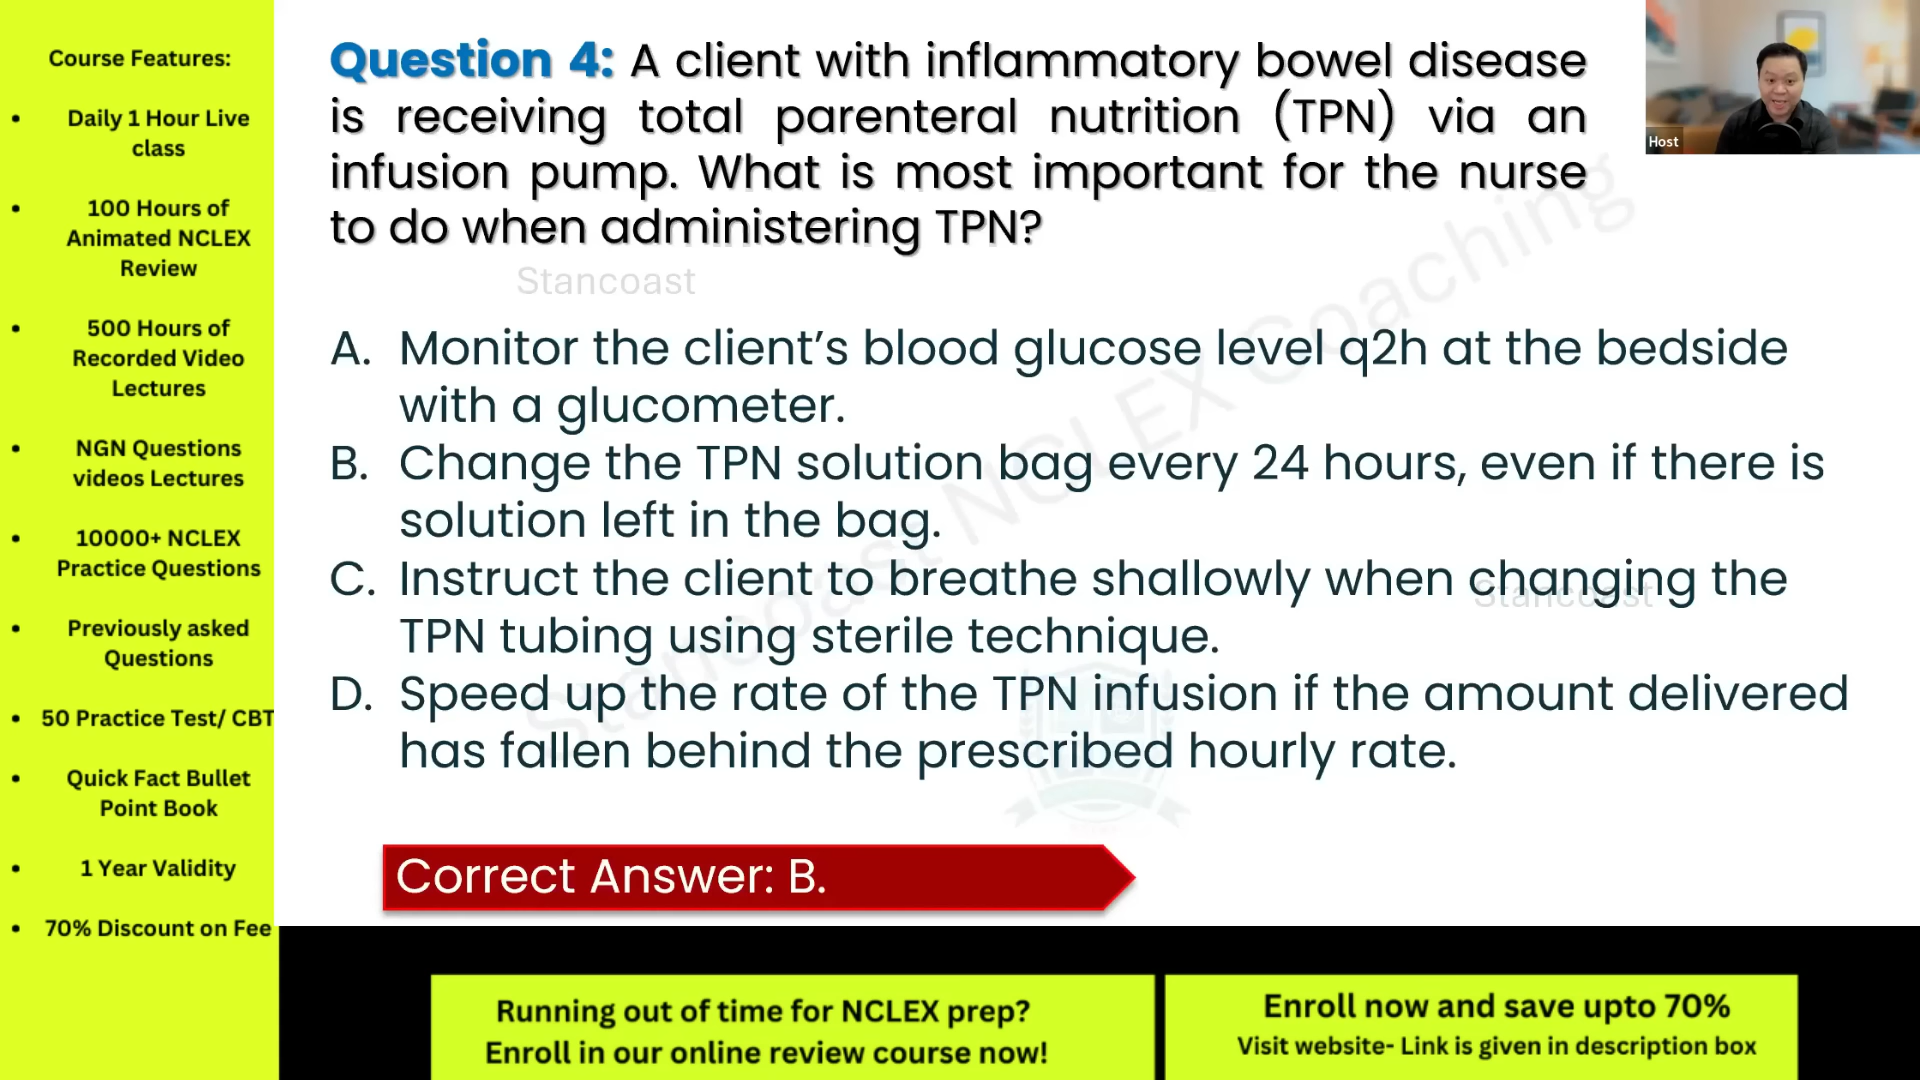 Course Features:
• Daily 1 Hour Live
class
• 100 Hours of
Animated NCLEX
Review
• 500 Hours of
Recorded Video
Lectures
• NGN Questions
videos Lectures
• 10000+ NCLEX
Practice Questions
• Previously asked
Questions
• 50 Practice Test/ CBT
• Quick Fact Bullet
Point Book
• 1 Year Validity
• 70% Discount on Fee
Question 4: A client with inflammatory bowel disease
is receiving total parenteral nutrition (TPN) via an
infusion pump. What is most important for the nurse
to do when administering TPN?
Stancoast
A. Monitor the client’s blood glucose level q2h at the bedside
with a glucometer.
B. Change the TPN solution bag every 24 hours, even if there is
solution left in the bag.
C. Instruct the client to breathe shallowly when changing the
TPN tubing using sterile technique.
D. Speed up the rate of the TPN infusion if the amount delivered
has fallen behind the prescribed hourly rate.
Stancoast
Stancoast NCLEX Coaching
Correct Answer: B.
Host
Running out of time for NCLEX prep?
Enroll in our online review course now!
Enroll now and save upto 70%
Visit website- Link is given in description box